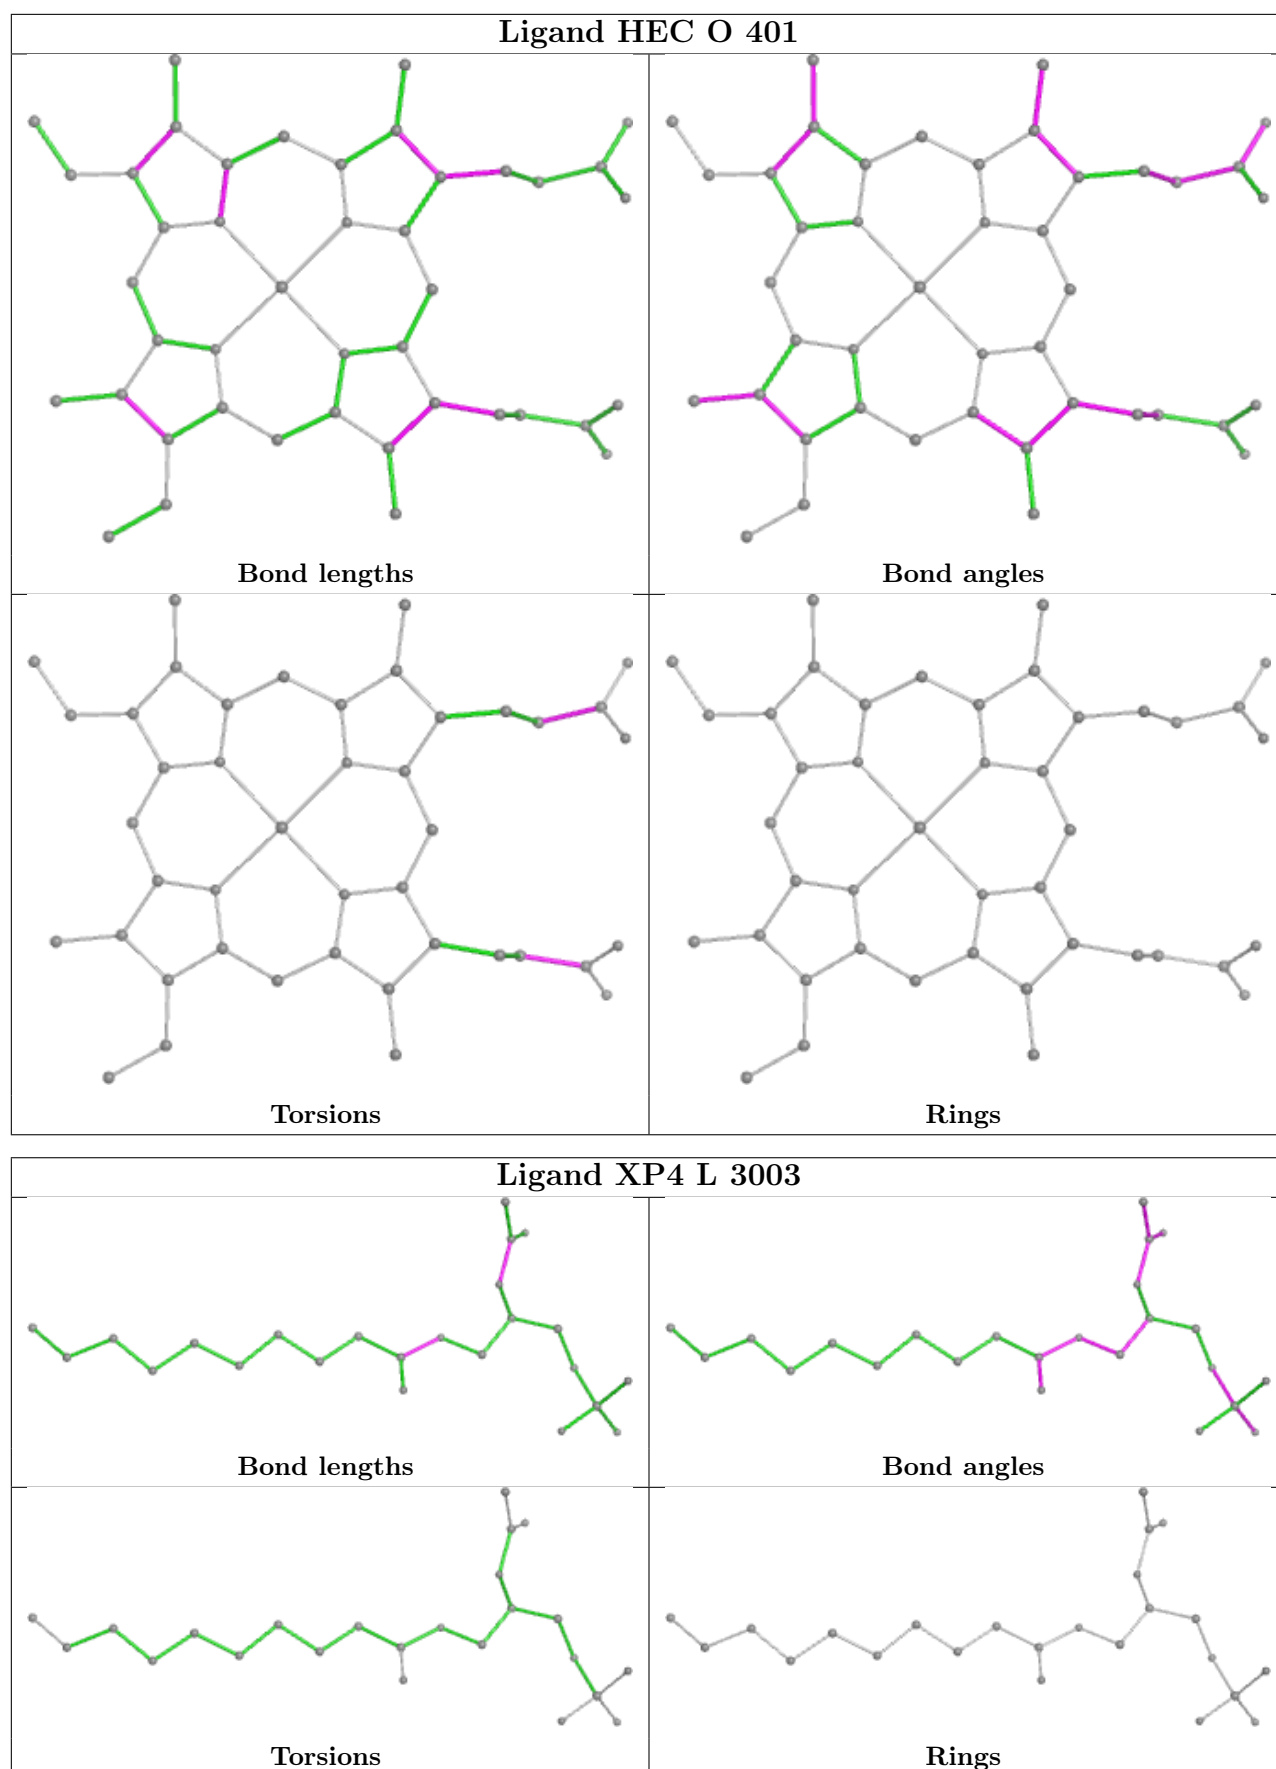 Ligand HEC O 401
Bond lengths
Bond angles
Torsions
Rings
Ligand XP4 L 3003
Bond lengths
Bond angles
Torsions
Rings